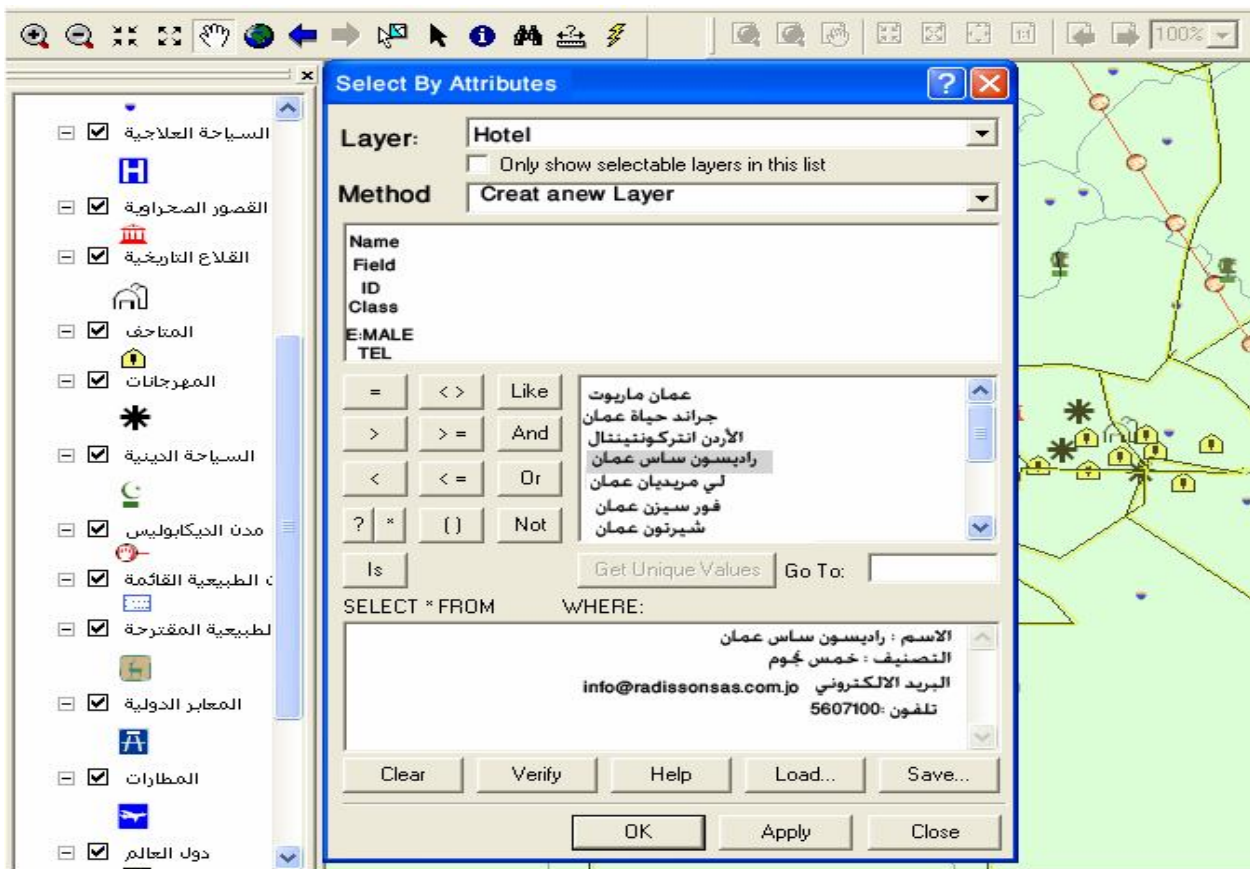 100%
السياحة العلاجية
H
القصور الصحراوية
القلاع التاريخية
المتاحف
المهرجانات
السياحة الدينية
مدن الديكابوليس
الطبيعية القائمة
الطبيعية المقترحة
المعابر الدولية
المطارات
دول العالم
Select By Attributes
Layer:
Hotel
Only show selectable layers in this list
Method
Creat anew Layer
Name
Field
ID
Class
E:MALE
TEL
= < > Like
> > = And
< < = Or
? * ( ) Not
Is
عمان ماريوت
جراند حياة عمان
الأردن انتركونتيننتال
راديسون ساس عمان
لي مريديان عمان
فور سيزن عمان
شيرتون عمان
Get Unique Values Go To:
SELECT * FROM WHERE:
الاسم : راديسون ساس عمان
التصنيف : خمس نجوم
البريد الالكتروني info@radissonsas.com.jo
تلفون :5607100
Clear Verify Help Load... Save...
OK Apply Close